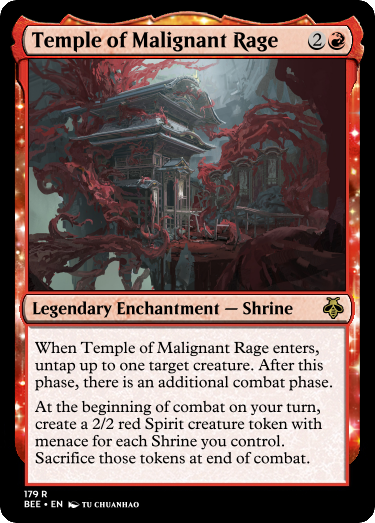 Temple of Malignant Rage 2
Legendary Enchantment — Shrine
When Temple of Malignant Rage enters,
untap up to one target creature. After this
phase, there is an additional combat phase.
At the beginning of combat on your turn,
create a 2/2 red Spirit creature token with
menace for each Shrine you control.
Sacrifice those tokens at end of combat.
179 R
BEE • EN TU CHUANHAO